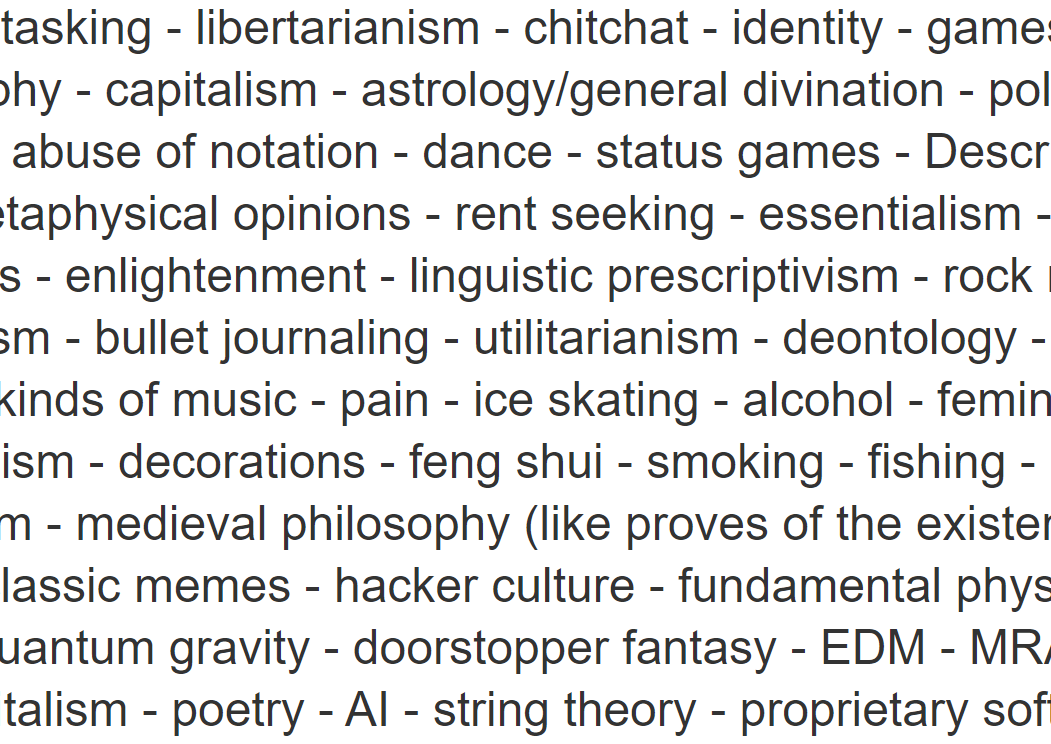 tasking - libertarianism - chitchat - identity - games
phy - capitalism - astrology/general divination - pol
abuse of notation - dance - status games - Descr
etaphysical opinions - rent seeking - essentialism -
s - enlightenment - linguistic prescriptivism - rock
sm - bullet journaling - utilitarianism - deontology -
kinds of music - pain - ice skating - alcohol - femin
ism - decorations - feng shui - smoking - fishing -
m - medieval philosophy (like proves of the existen
lassic memes - hacker culture - fundamental phys
uantum gravity - doorstopper fantasy - EDM - MRA
talism - poetry - AI - string theory - proprietary soft